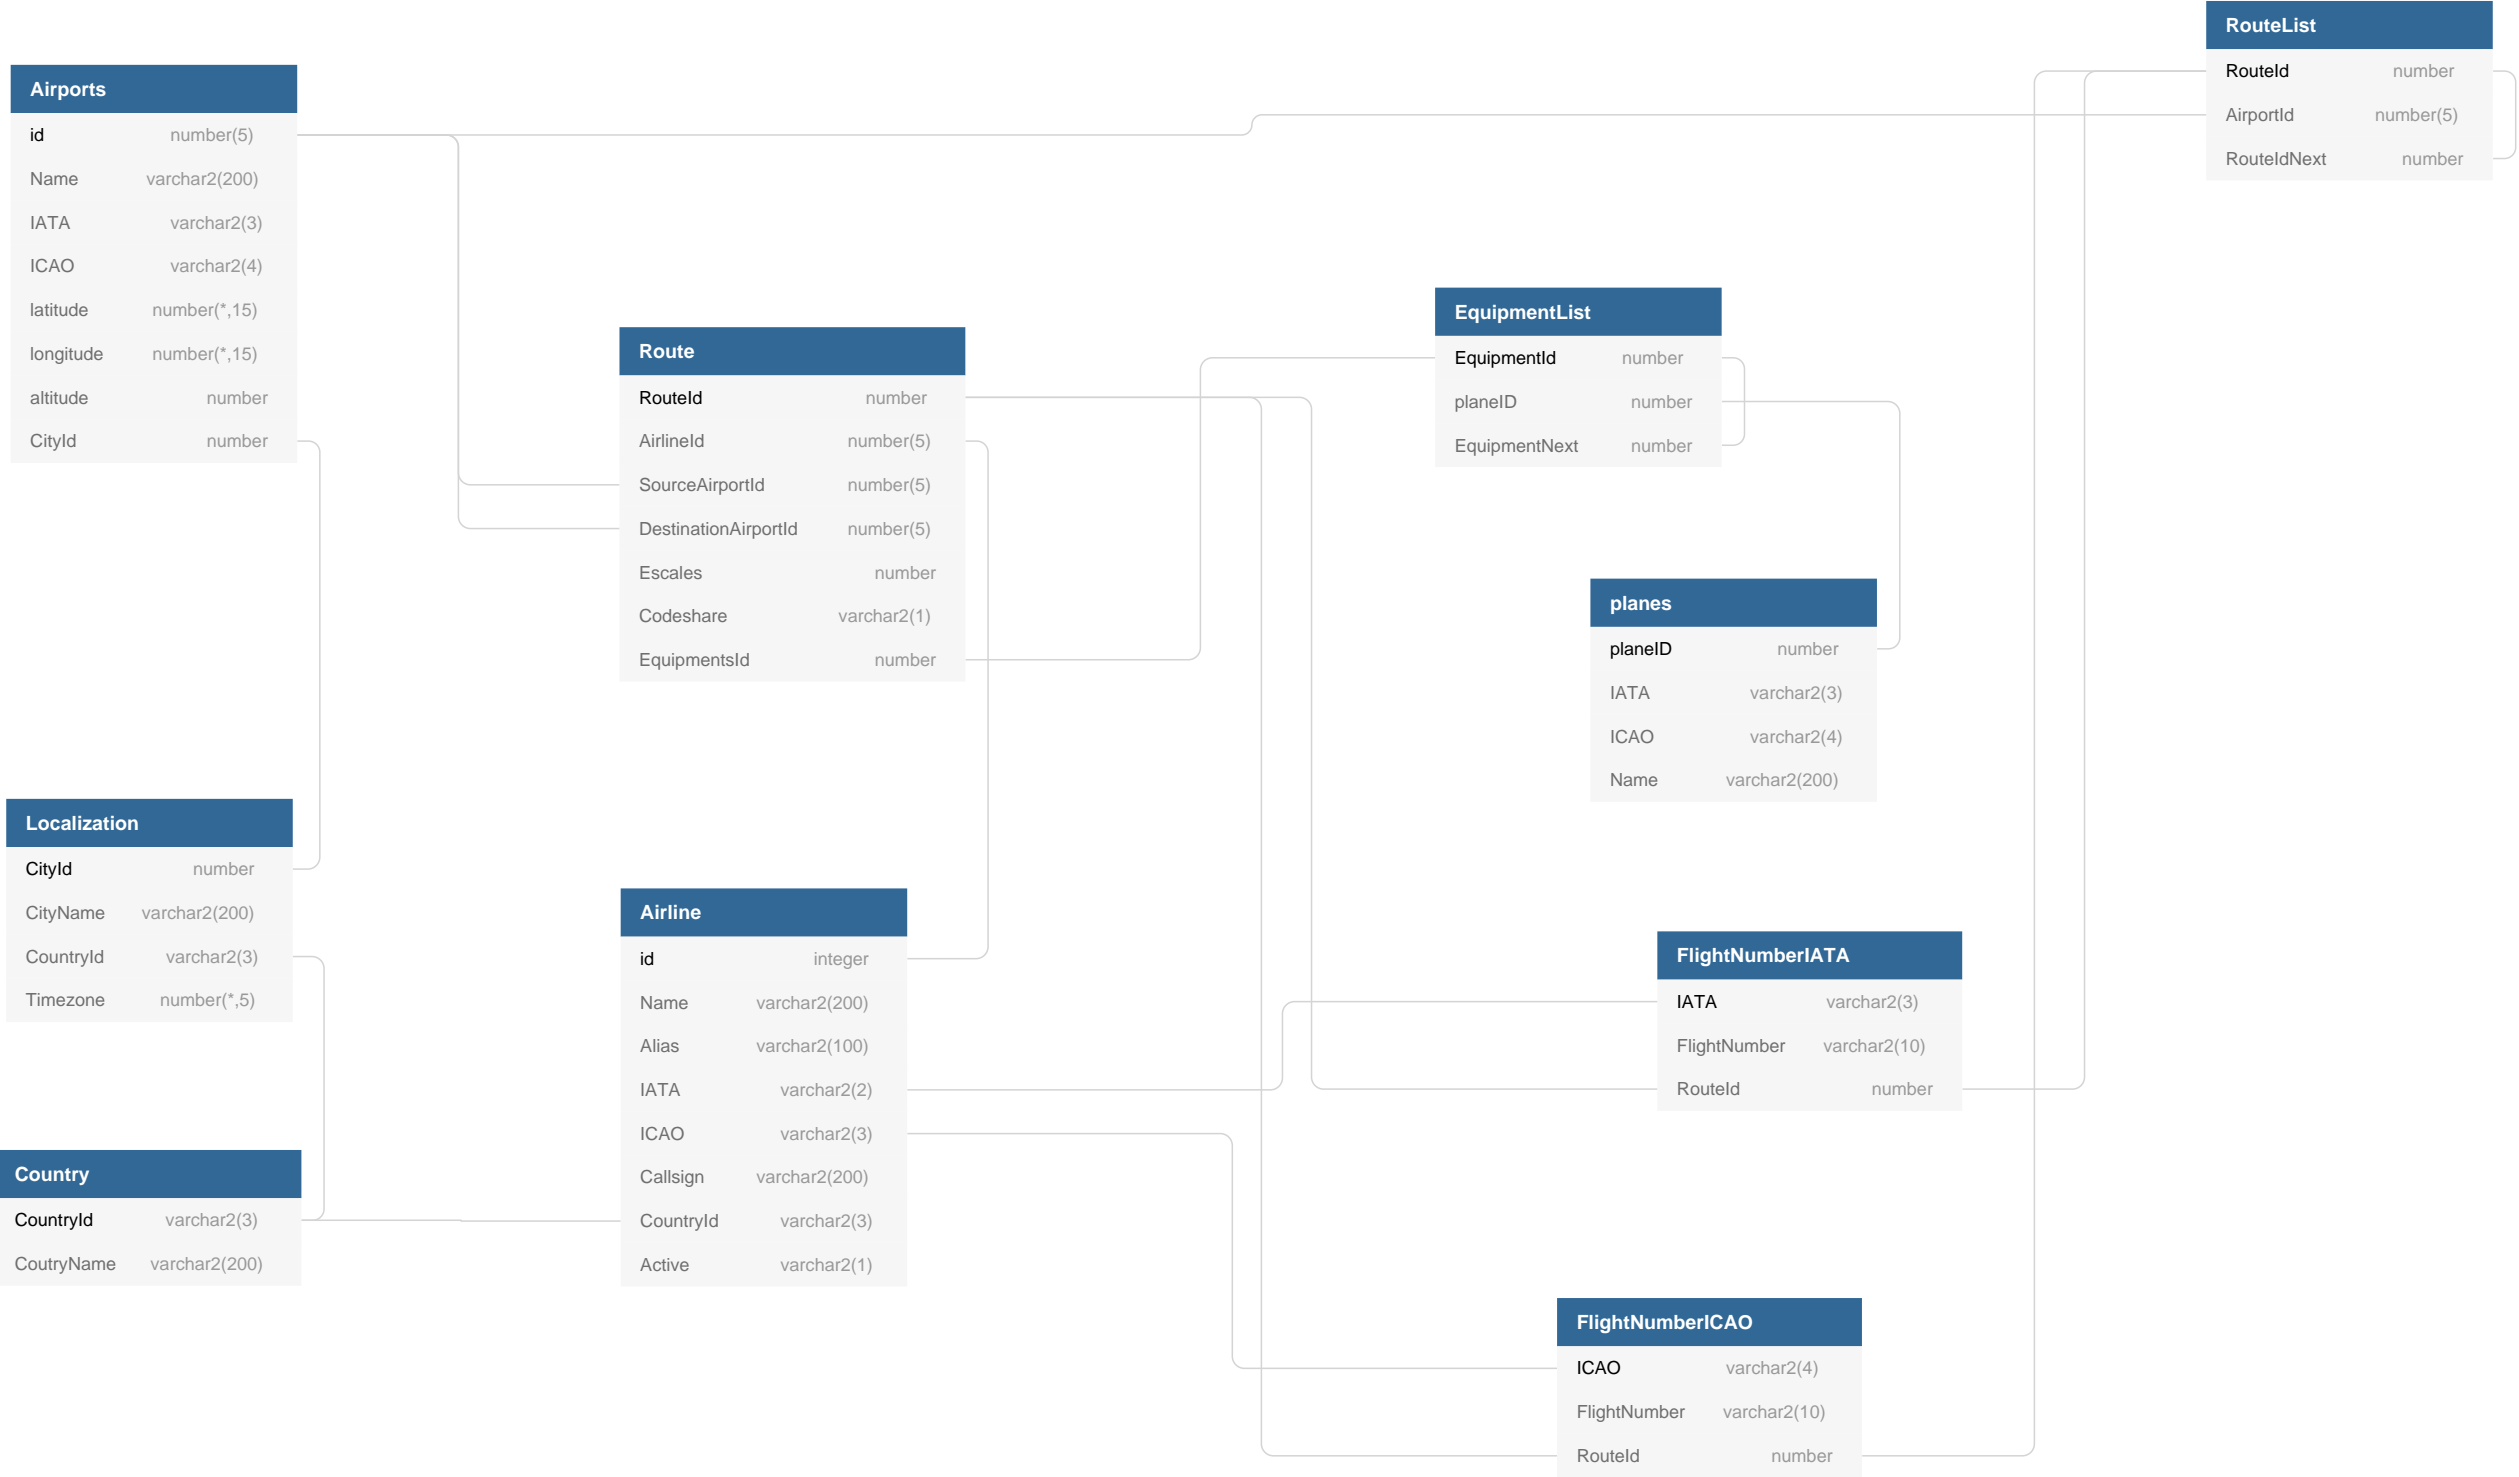 RouteList
RouteId number
AirportId number(5)
RouteIdNext number
Airports
id number(5)
Name varchar2(200)
IATA varchar2(3)
ICAO varchar2(4)
latitude number(*,15)
longitude number(*,15)
altitude number
CityId number
EquipmentList
EquipmentId number
planeID number
EquipmentNext number
Route
RouteId number
AirlineId number(5)
SourceAirportId number(5)
DestinationAirportId number(5)
Escales number
Codeshare varchar2(1)
EquipmentsId number
planes
planeID number
IATA varchar2(3)
ICAO varchar2(4)
Name varchar2(200)
Localization
CityId number
CityName varchar2(200)
CountryId varchar2(3)
Timezone number(*,5)
Airline
id integer
Name varchar2(200)
Alias varchar2(100)
IATA varchar2(2)
ICAO varchar2(3)
Callsign varchar2(200)
CountryId varchar2(3)
Active varchar2(1)
FlightNumberIATA
IATA varchar2(3)
FlightNumber varchar2(10)
RouteId number
Country
CountryId varchar2(3)
CoutryName varchar2(200)
FlightNumberICAO
ICAO varchar2(4)
FlightNumber varchar2(10)
RouteId number